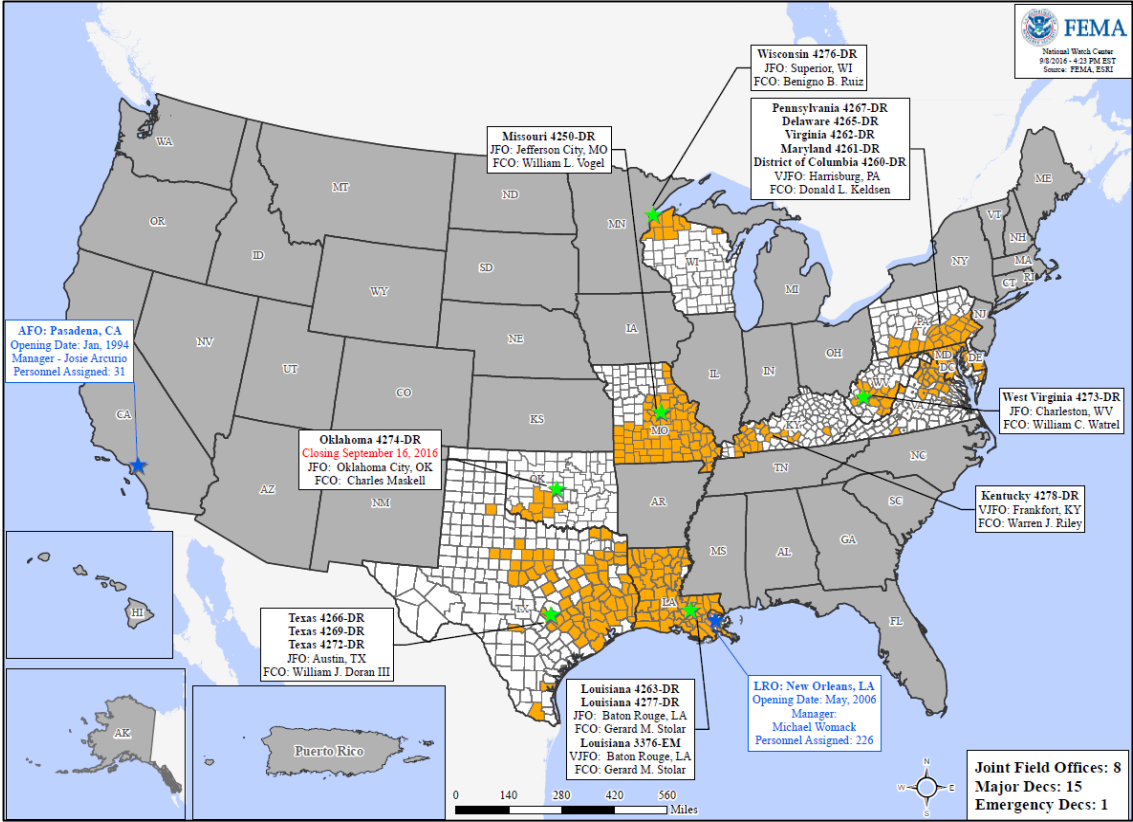 FEMA
National Watch Center
9/8/2016 - 4:23 PM EST
Source: FEMA, ESRI
Wisconsin 4276-DR
JFO: Superior, WI
FCO: Benigno B. Ruiz
Pennsylvania 4267-DR
Delaware 4265-DR
Virginia 4262-DR
Maryland 4261-DR
District of Columbia 4260-DR
VJFO: Harrisburg, PA
FCO: Donald L. Keldsen
Missouri 4250-DR
JFO: Jefferson City, MO
FCO: William L. Vogel
WA
MT
ND
MN
ME
OR
ID
SD
WI
VT
NH
NY
MA
CT
RI
WY
MI
PA
NJ
IA
NE
OH
MD
DE
DC
AFO: Pasadena, CA
Opening Date: Jan, 1994
Manager - Josie Arcurio
Personnel Assigned: 31
NV
UT
CO
IL
IN
WV
VA
CA
KS
MO
KY
West Virginia 4273-DR
JFO: Charleston, WV
FCO: William C. Watrel
Oklahoma 4274-DR
Closing September 16, 2016
JFO: Oklahoma City, OK
FCO: Charles Maskell
OK
TN
NC
AZ
NM
AR
SC
Kentucky 4278-DR
VJFO: Frankfort, KY
FCO: Warren J. Riley
MS
AL
GA
HI
TX
LA
FL
Texas 4266-DR
Texas 4269-DR
Texas 4272-DR
JFO: Austin, TX
FCO: William J. Doran III
Louisiana 4263-DR
Louisiana 4277-DR
JFO: Baton Rouge, LA
FCO: Gerard M. Stolar
Louisiana 3376-EM
VJFO: Baton Rouge, LA
FCO: Gerard M. Stolar
LRO: New Orleans, LA
Opening Date: May, 2006
Manager:
Michael Womack
Personnel Assigned: 226
AK
Puerto Rico
N
W
E
S
0 140 280 420 560
Miles
Joint Field Offices: 8
Major Decs: 15
Emergency Decs: 1